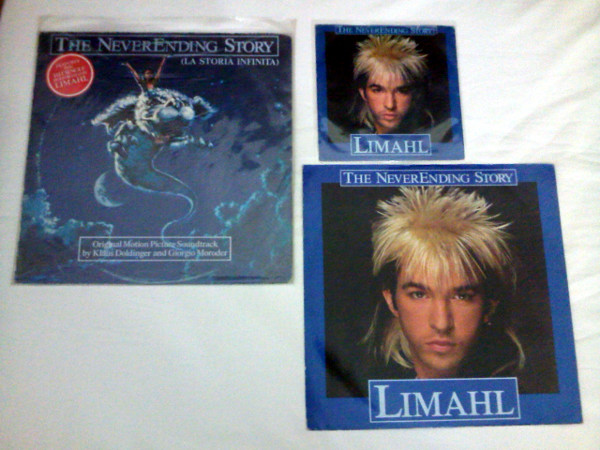 THE NEVERENDING STORY
(LA STORIA INFINITA)
LIMAHL
Original Motion Picture Soundtrack
by Klaus Doldinger and Giorgio Moroder
THE NEVERENDING STORY
LIMAHL
THE NEVERENDING STORY
LIMAHL